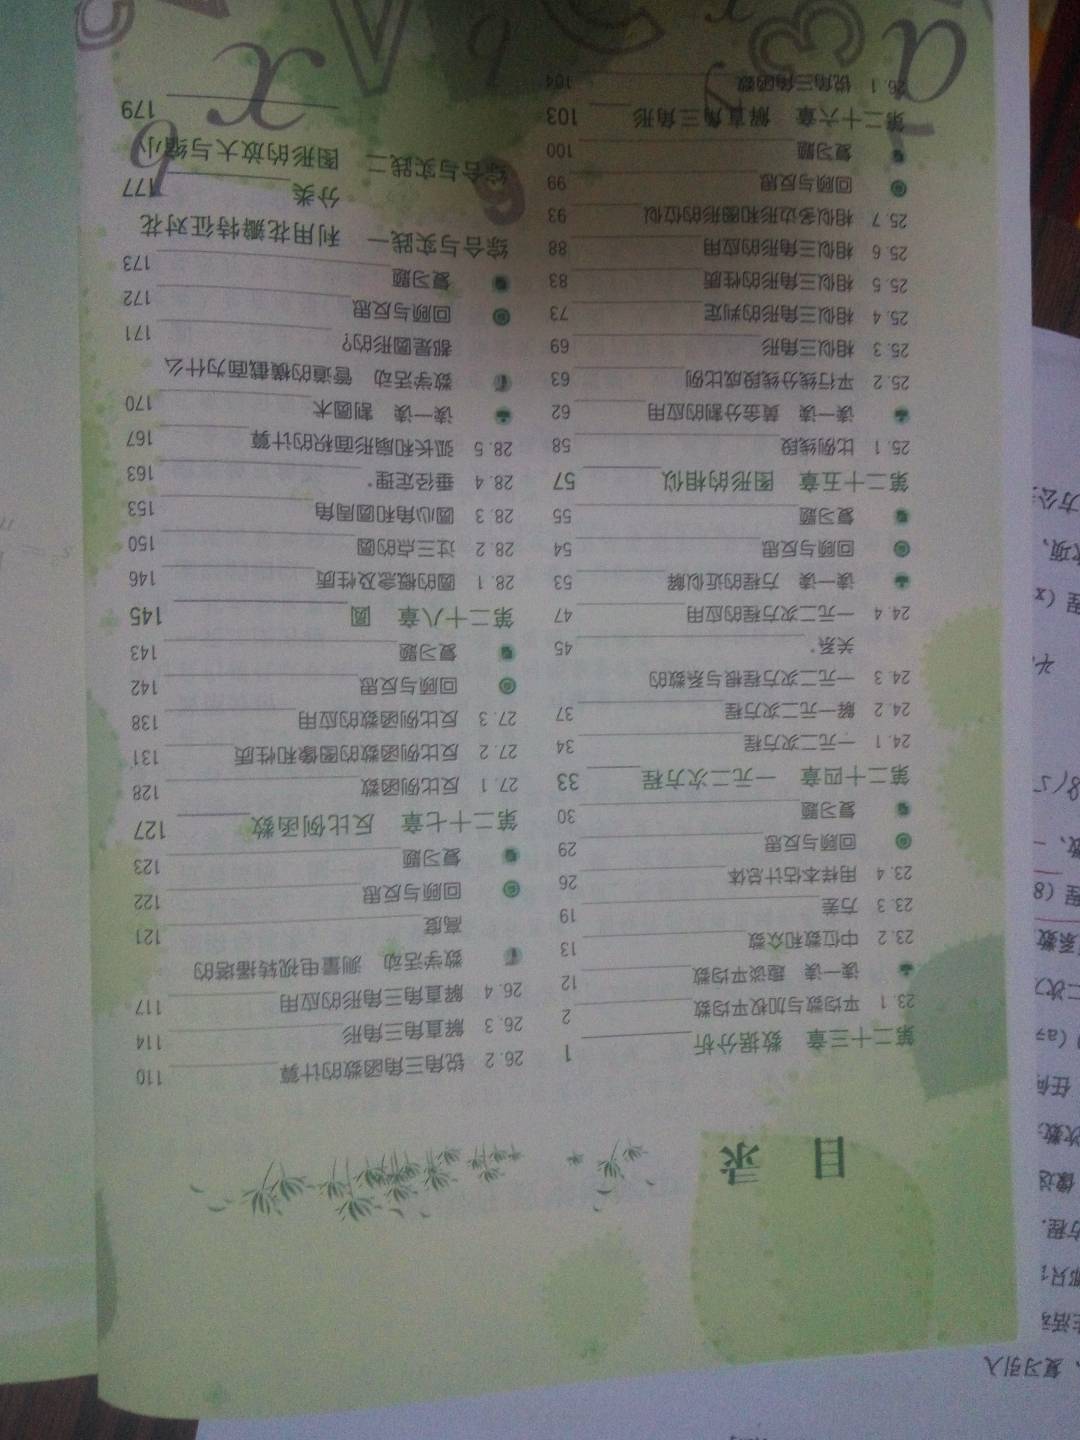 目 录
第二十三章 数据分析 1
23.1 平均数与加权平均数 2
读一读 趣谈平均数 12
23.2 中位数和众数 13
23.3 方差 19
23.4 用样本估计总体 26
回顾与反思 29
复习题 30
第二十四章 一元二次方程 33
24.1 一元二次方程 34
24.2 解一元二次方程 37
24.3 一元二次方程根与系数的
关系* 45
24.4 一元二次方程的应用 47
读一读 方程的近似解 53
回顾与反思 54
复习题 55
第二十五章 图形的相似 57
25.1 比例线段 58
读一读 黄金分割的应用 62
25.2 平行线分线段成比例 63
25.3 相似三角形 69
25.4 相似三角形的判定 73
25.5 相似三角形的性质 83
25.6 相似三角形的应用 88
25.7 相似多边形和图形的位似 93
回顾与反思 99
复习题 100
第二十六章 解直角三角形 103
26.1 锐角三角函数 104
26.2 锐角三角函数的计算 110
26.3 解直角三角形 114
26.4 解直角三角形的应用 117
数学活动 测量电视转播塔的
高度 121
回顾与反思 122
复习题 123
第二十七章 反比例函数 127
27.1 反比例函数 128
27.2 反比例函数的图像和性质 131
27.3 反比例函数的应用 138
回顾与反思 142
复习题 143
第二十八章 圆 145
28.1 圆的概念及性质 146
28.2 过三点的圆 150
28.3 圆心角和圆周角 153
28.4 垂径定理* 163
28.5 弧长和扇形面积的计算 167
读一读 割圆术 170
数学活动 管道的横截面为什么
都是圆形的? 171
回顾与反思 172
复习题 173
综合与实践一 利用花瓣特征对花
分类 177
综合与实践二 图形的放大与缩小
179
复习引入